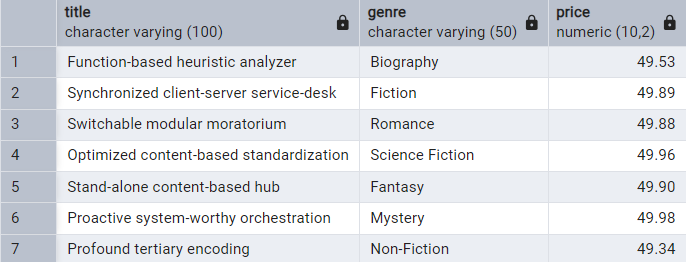 title genre price
character varying (100) character varying (50) numeric (10,2)
1 Function-based heuristic analyzer Biography 49.53
2 Synchronized client-server service-desk Fiction 49.89
3 Switchable modular moratorium Romance 49.88
4 Optimized content-based standardization Science Fiction 49.96
5 Stand-alone content-based hub Fantasy 49.90
6 Proactive system-worthy orchestration Mystery 49.98
7 Profound tertiary encoding Non-Fiction 49.34